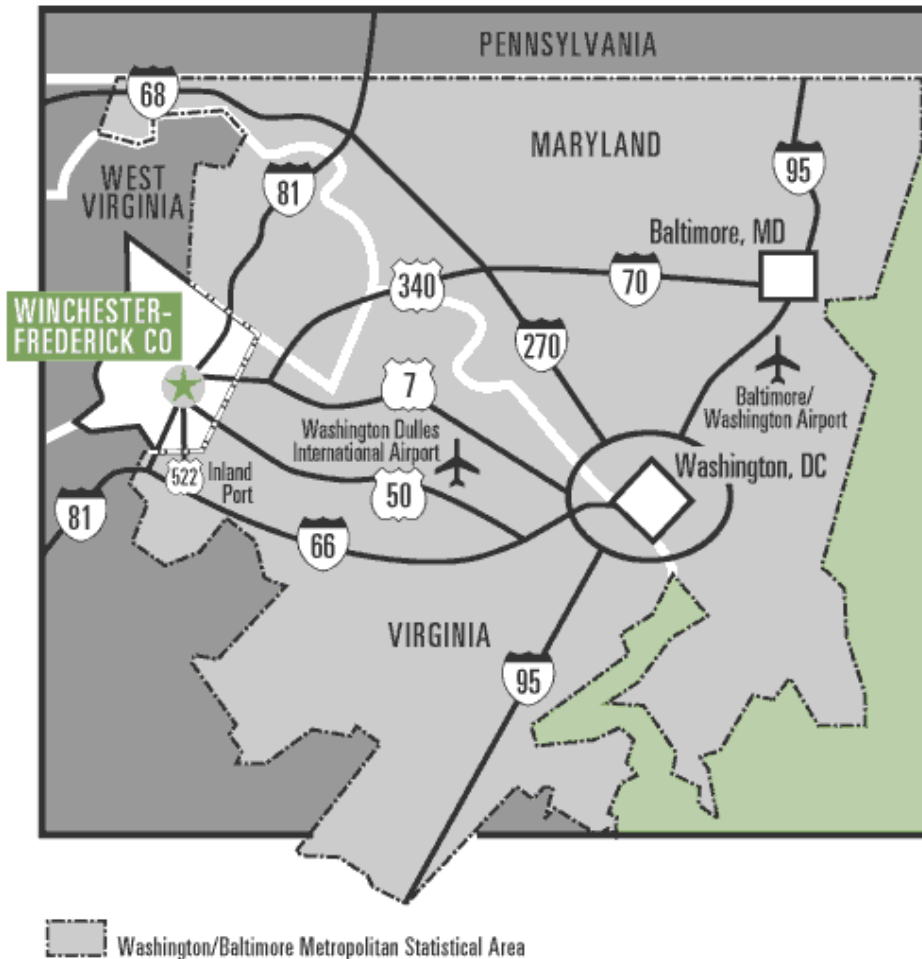 PENNSYLVANIA
68
MARYLAND
95
WEST
VIRGINIA
81
Baltimore, MD
340
70
WINCHESTER-
FREDERICK CO
270
7
Baltimore/
Washington Airport
Washington Dulles
International Airport
Washington, DC
522
Inland
Port
50
81
66
VIRGINIA
95
Washington/Baltimore Metropolitan Statistical Area